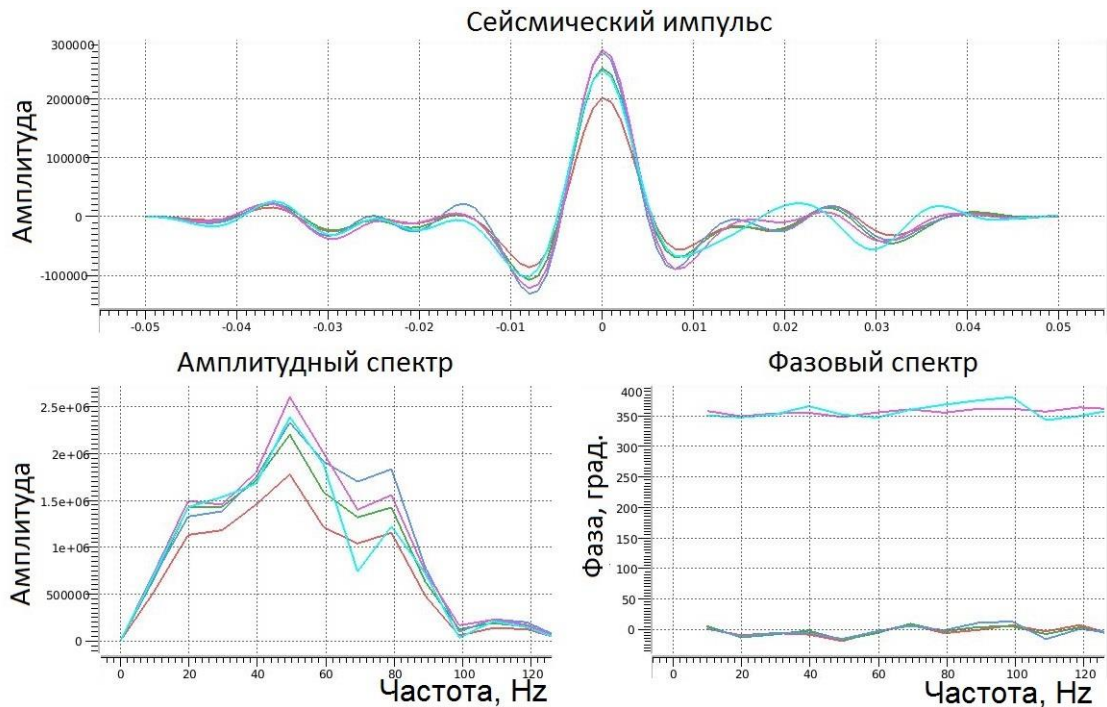 Сейсмический импульс
Амплитуда
300000
200000
100000
0
-100000
-0.05 -0.04 -0.03 -0.02 -0.01 0 0.01 0.02 0.03 0.04 0.05
Амплитудный спектр
Амплитуда
2.5e+06
2e+06
1.5e+06
1e+06
500000
0
0 20 40 60 80 100 120
Частота, Hz
Фазовый спектр
Фаза, град.
400
350
300
250
200
150
100
50
0
0 20 40 60 80 100 120
Частота, Hz